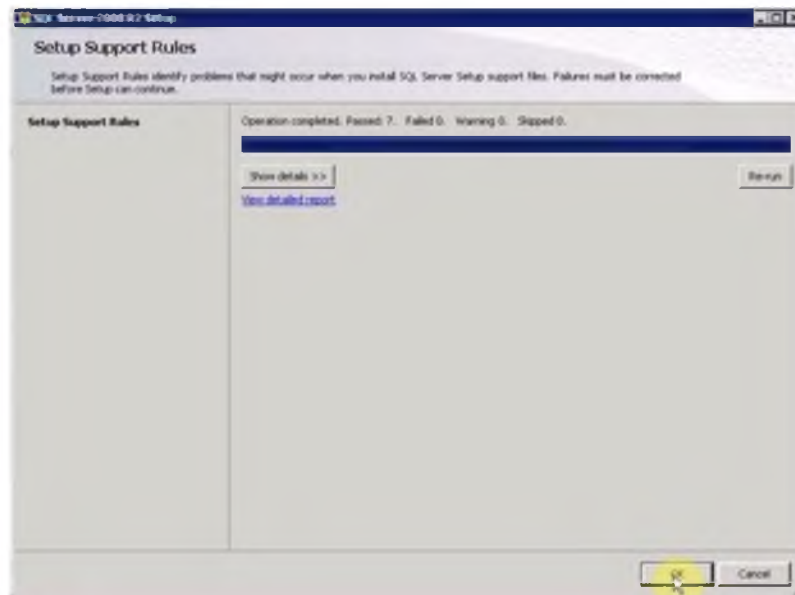 SQL Server 2008 R2 Setup
Setup Support Rules
Setup Support Rules identify problems that might occur when you install SQL Server Setup support files. Failures must be corrected
before Setup can continue.
Setup Support Rules
Operation completed. Passed: 7. Failed 0. Warning 0. Skipped 0.
Show details >>
Re-run
View detailed report
OK
Cancel